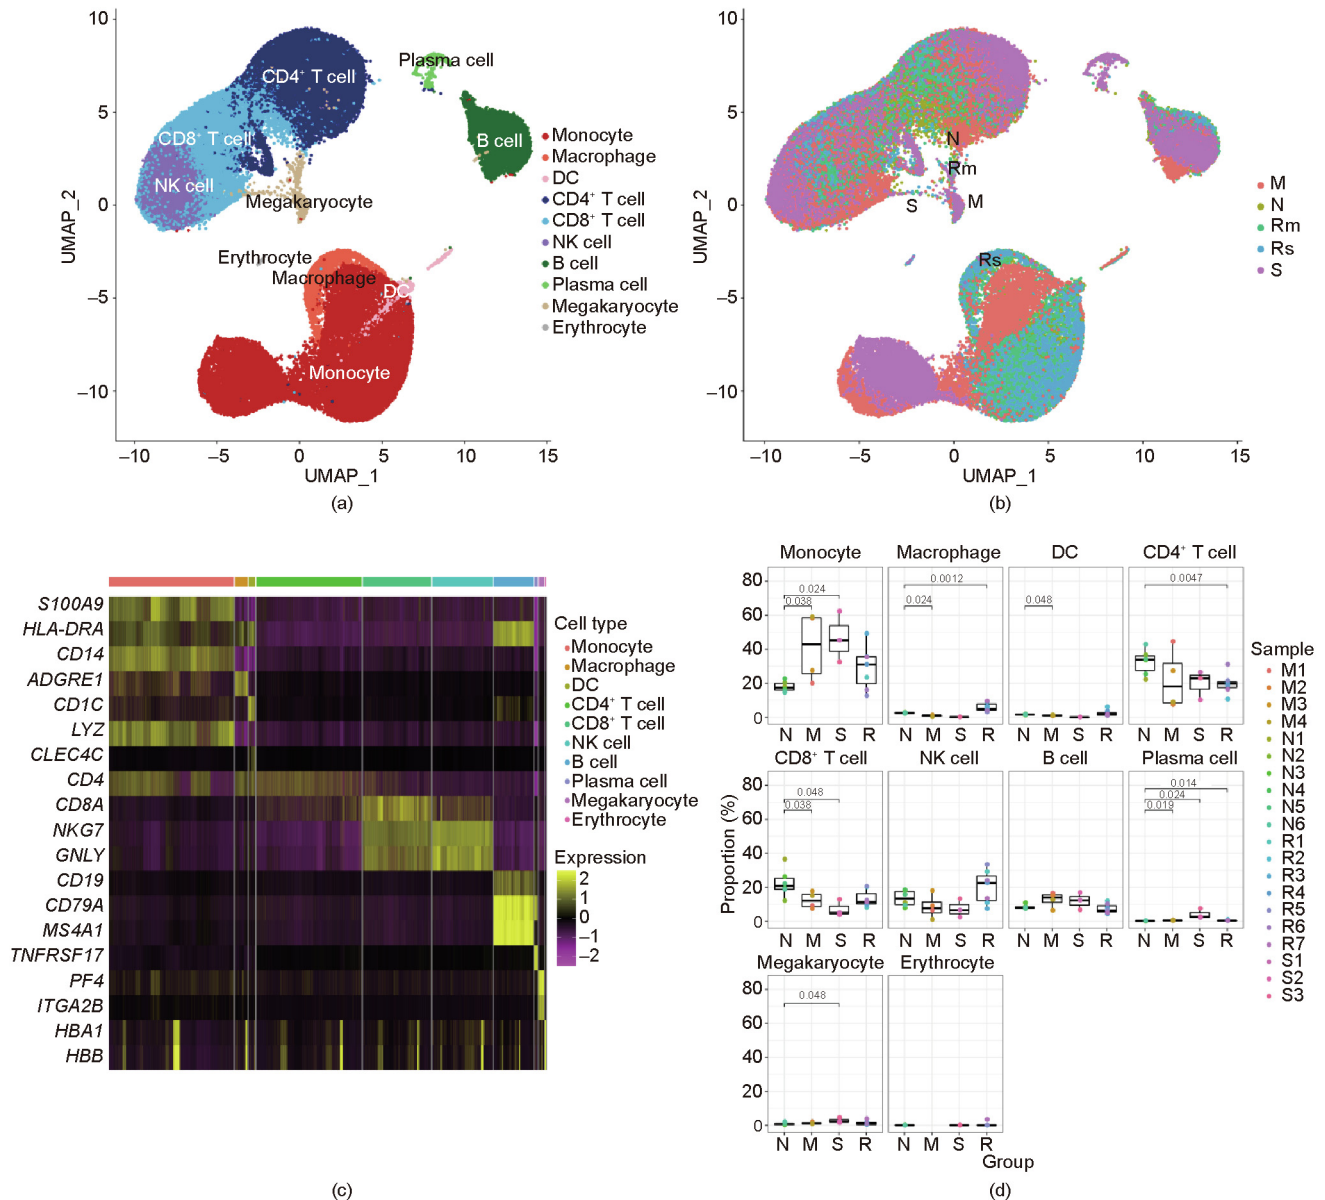 10
5
0
−5
−10
UMAP_2
−10
−5
0
5
10
15
UMAP_1
CD4⁺ T cell
Plasma cell
CD8⁺ T cell
B cell
NK cell
Megakaryocyte
Erythrocyte
Macrophage
DC
Monocyte
Monocyte
Macrophage
DC
CD4⁺ T cell
CD8⁺ T cell
NK cell
B cell
Plasma cell
Megakaryocyte
Erythrocyte
(a)
10
5
0
−5
−10
UMAP_2
−10
−5
0
5
10
15
UMAP_1
N
Rm
S
M
Rs
M
N
Rm
Rs
S
(b)
S100A9
HLA-DRA
CD14
ADGRE1
CD1C
LYZ
CLEC4C
CD4
CD8A
NKG7
GNLY
CD19
CD79A
MS4A1
TNFRSF17
PF4
ITGA2B
HBA1
HBB
Cell type
Monocyte
Macrophage
DC
CD4⁺ T cell
CD8⁺ T cell
NK cell
B cell
Plasma cell
Megakaryocyte
Erythrocyte
Expression
2
1
0
−1
−2
(c)
Monocyte
Macrophage
DC
CD4⁺ T cell
80
60
40
20
0
0.024
0.038
0.0012
0.024
0.048
0.0047
N M S R
N M S R
N M S R
N M S R
CD8⁺ T cell
NK cell
B cell
Plasma cell
80
60
40
20
0
0.048
0.038
0.014
0.024
0.019
N M S R
N M S R
N M S R
N M S R
Megakaryocyte
Erythrocyte
80
60
40
20
0
0.048
N M S R
N M S R
Proportion (%)
Group
Sample
M1
M2
M3
M4
N1
N2
N3
N4
N5
N6
R1
R2
R3
R4
R5
R6
R7
S1
S2
S3
(d)